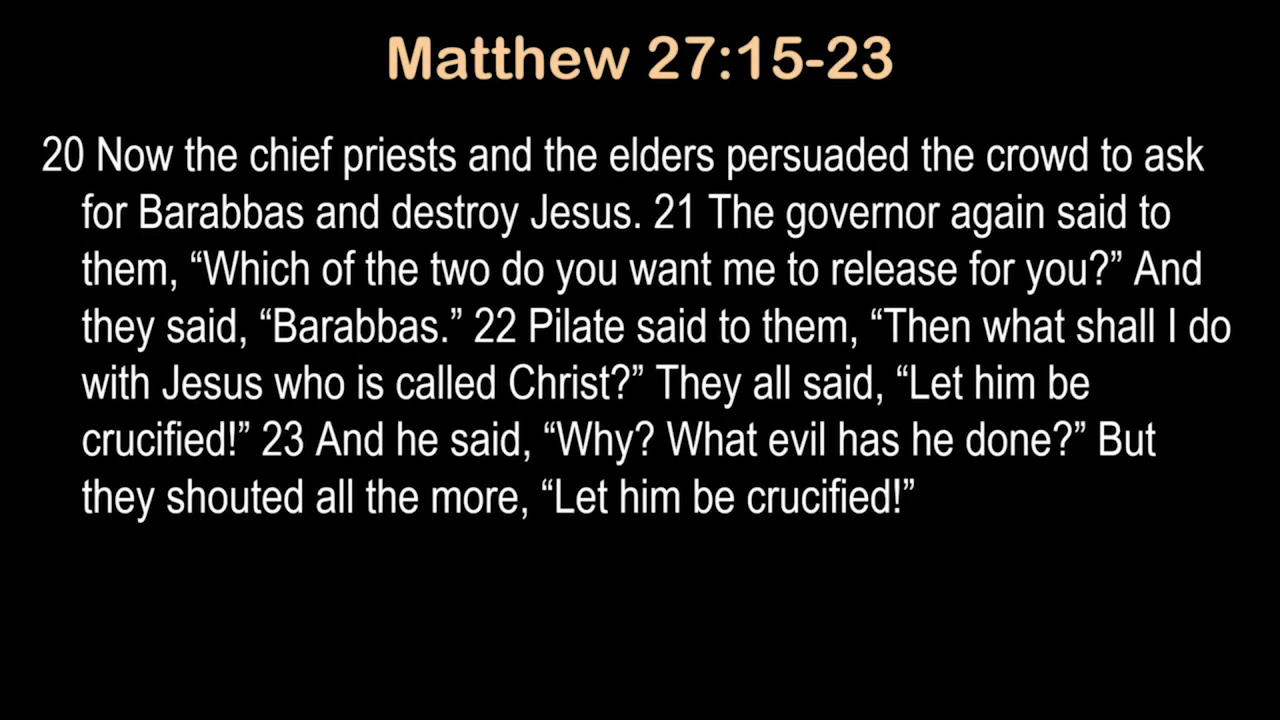 Matthew 27:15-23
20 Now the chief priests and the elders persuaded the crowd to ask
for Barabbas and destroy Jesus. 21 The governor again said to
them, “Which of the two do you want me to release for you?” And
they said, “Barabbas.” 22 Pilate said to them, “Then what shall I do
with Jesus who is called Christ?” They all said, “Let him be
crucified!” 23 And he said, “Why? What evil has he done?” But
they shouted all the more, “Let him be crucified!”